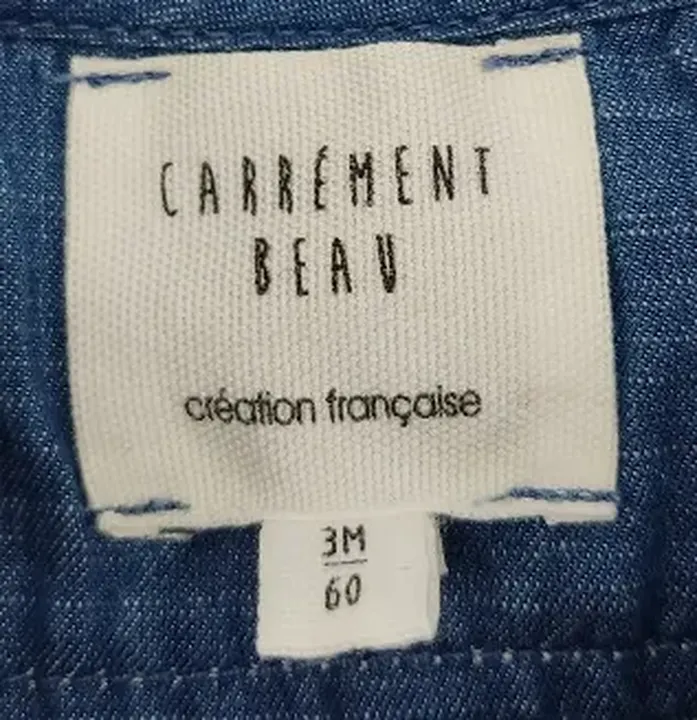 CARRÉMENT
BEAU
création française
3M
60